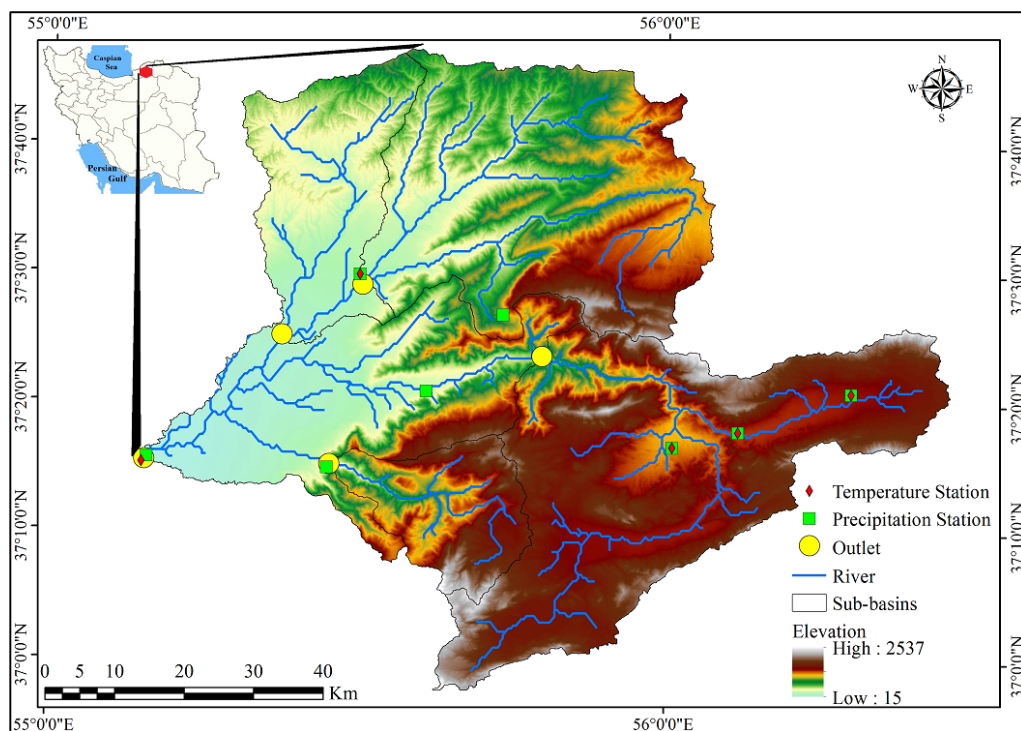 55°0'0"E
56°0'0"E
Caspian
Sea
Persian
Gulf
N
W
E
S
37°40'0"N
37°40'0"N
37°30'0"N
37°30'0"N
37°20'0"N
37°20'0"N
37°10'0"N
37°10'0"N
37°0'0"N
37°0'0"N
Temperature Station
Precipitation Station
Outlet
River
Sub-basins
Elevation
High : 2537
Low : 15
0 5 10 20 30 40
Km
55°0'0"E
56°0'0"E